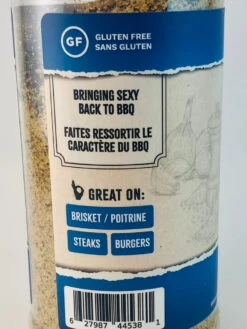 GF
GLUTEN FREE
SANS GLUTEN
BRINGING SEXY
BACK TO BBQ
FAITES RESSORTIR LE
CARACTÈRE DU BBQ
GREAT ON:
BRISKET / POITRINE
STEAKS
BURGERS
6 27987 44538 1